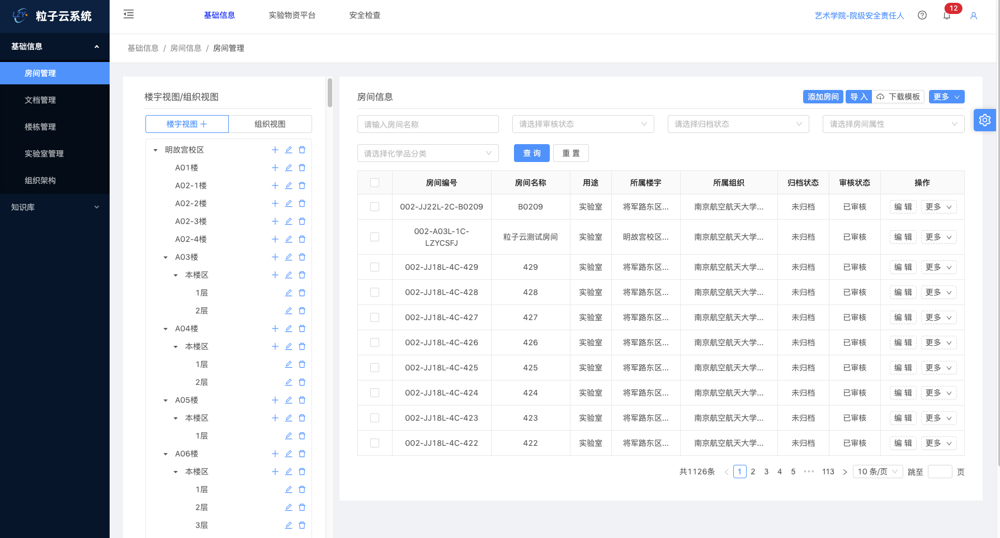 LZY 粒子云系统
基础信息
实验物资平台
安全检查
艺术学院-院级安全责任人
12
基础信息
房间管理
文档管理
楼栋管理
实验室管理
组织架构
知识库
基础信息 / 房间信息 / 房间管理
楼宇视图/组织视图
楼宇视图
组织视图
明故宫校区
A01楼
A02-1楼
A02-2楼
A02-3楼
A02-4楼
A03楼
本楼区
1层
2层
A04楼
本楼区
1层
2层
A05楼
本楼区
1层
A06楼
本楼区
1层
2层
3层
房间信息
添加房间 导 入 下载模板 更多
请输入房间名称 请选择审核状态 请选择归档状态 请选择房间属性
请选择化学品分类 查 询 重 置
房间编号 房间名称 用途 所属楼宇 所属组织 归档状态 审核状态 操作
002-JJ22L-2C-B0209 B0209 实验室 将军路东区... 南京航空航天大学... 未归档 已审核 编 辑 更多
002-A03L-1C-
LZYCSFJ 粒子云测试房间 实验室 明故宫校区... 南京航空航天大学... 未归档 已审核 编 辑 更多
002-JJ18L-4C-429 429 实验室 将军路东区... 南京航空航天大学... 未归档 已审核 编 辑 更多
002-JJ18L-4C-428 428 实验室 将军路东区... 南京航空航天大学... 未归档 已审核 编 辑 更多
002-JJ18L-4C-427 427 实验室 将军路东区... 南京航空航天大学... 未归档 已审核 编 辑 更多
002-JJ18L-4C-426 426 实验室 将军路东区... 南京航空航天大学... 未归档 已审核 编 辑 更多
002-JJ18L-4C-425 425 实验室 将军路东区... 南京航空航天大学... 未归档 已审核 编 辑 更多
002-JJ18L-4C-424 424 实验室 将军路东区... 南京航空航天大学... 未归档 已审核 编 辑 更多
002-JJ18L-4C-423 423 实验室 将军路东区... 南京航空航天大学... 未归档 已审核 编 辑 更多
002-JJ18L-4C-422 422 实验室 将军路东区... 南京航空航天大学... 未归档 已审核 编 辑 更多
共1126条 < 1 2 3 4 5 ••• 113 > 10 条/页 跳至 页